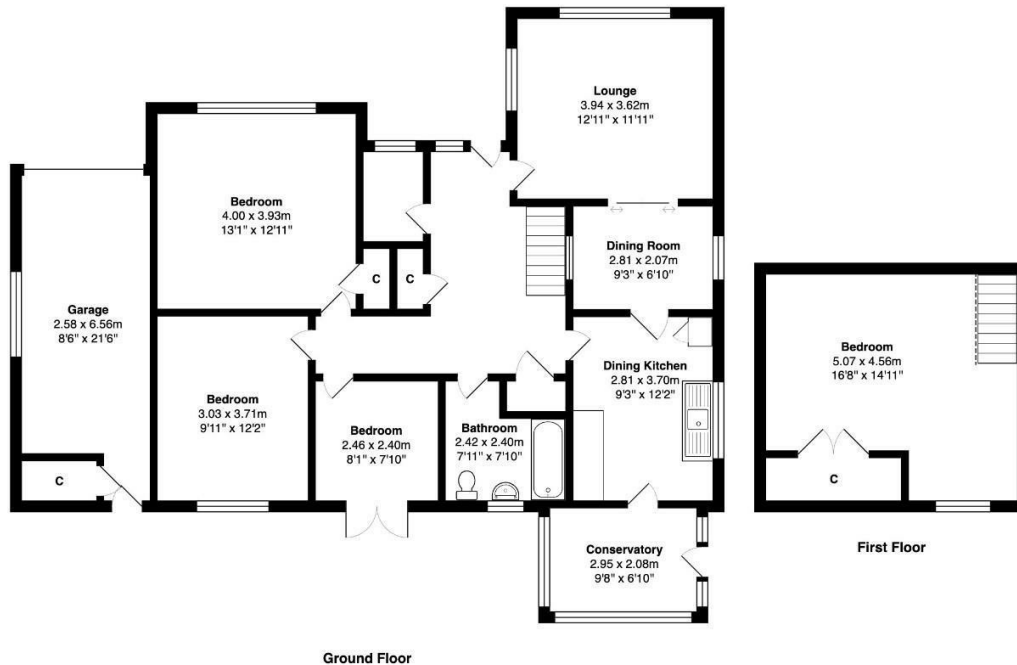 Lounge
3.94 x 3.62m
12'11" x 11'11"
Bedroom
4.00 x 3.93m
13'1" x 12'11"
C
C
Dining Room
2.81 x 2.07m
9'3" x 6'10"
Garage
2.58 x 6.56m
8'6" x 21'6"
Bedroom
3.03 x 3.71m
9'11" x 12'2"
Bedroom
2.46 x 2.40m
8'1" x 7'10"
Bathroom
2.42 x 2.40m
7'11" x 7'10"
Dining Kitchen
2.81 x 3.70m
9'3" x 12'2"
C
Conservatory
2.95 x 2.08m
9'8" x 6'10"
Ground Floor
Bedroom
5.07 x 4.56m
16'8" x 14'11"
C
First Floor